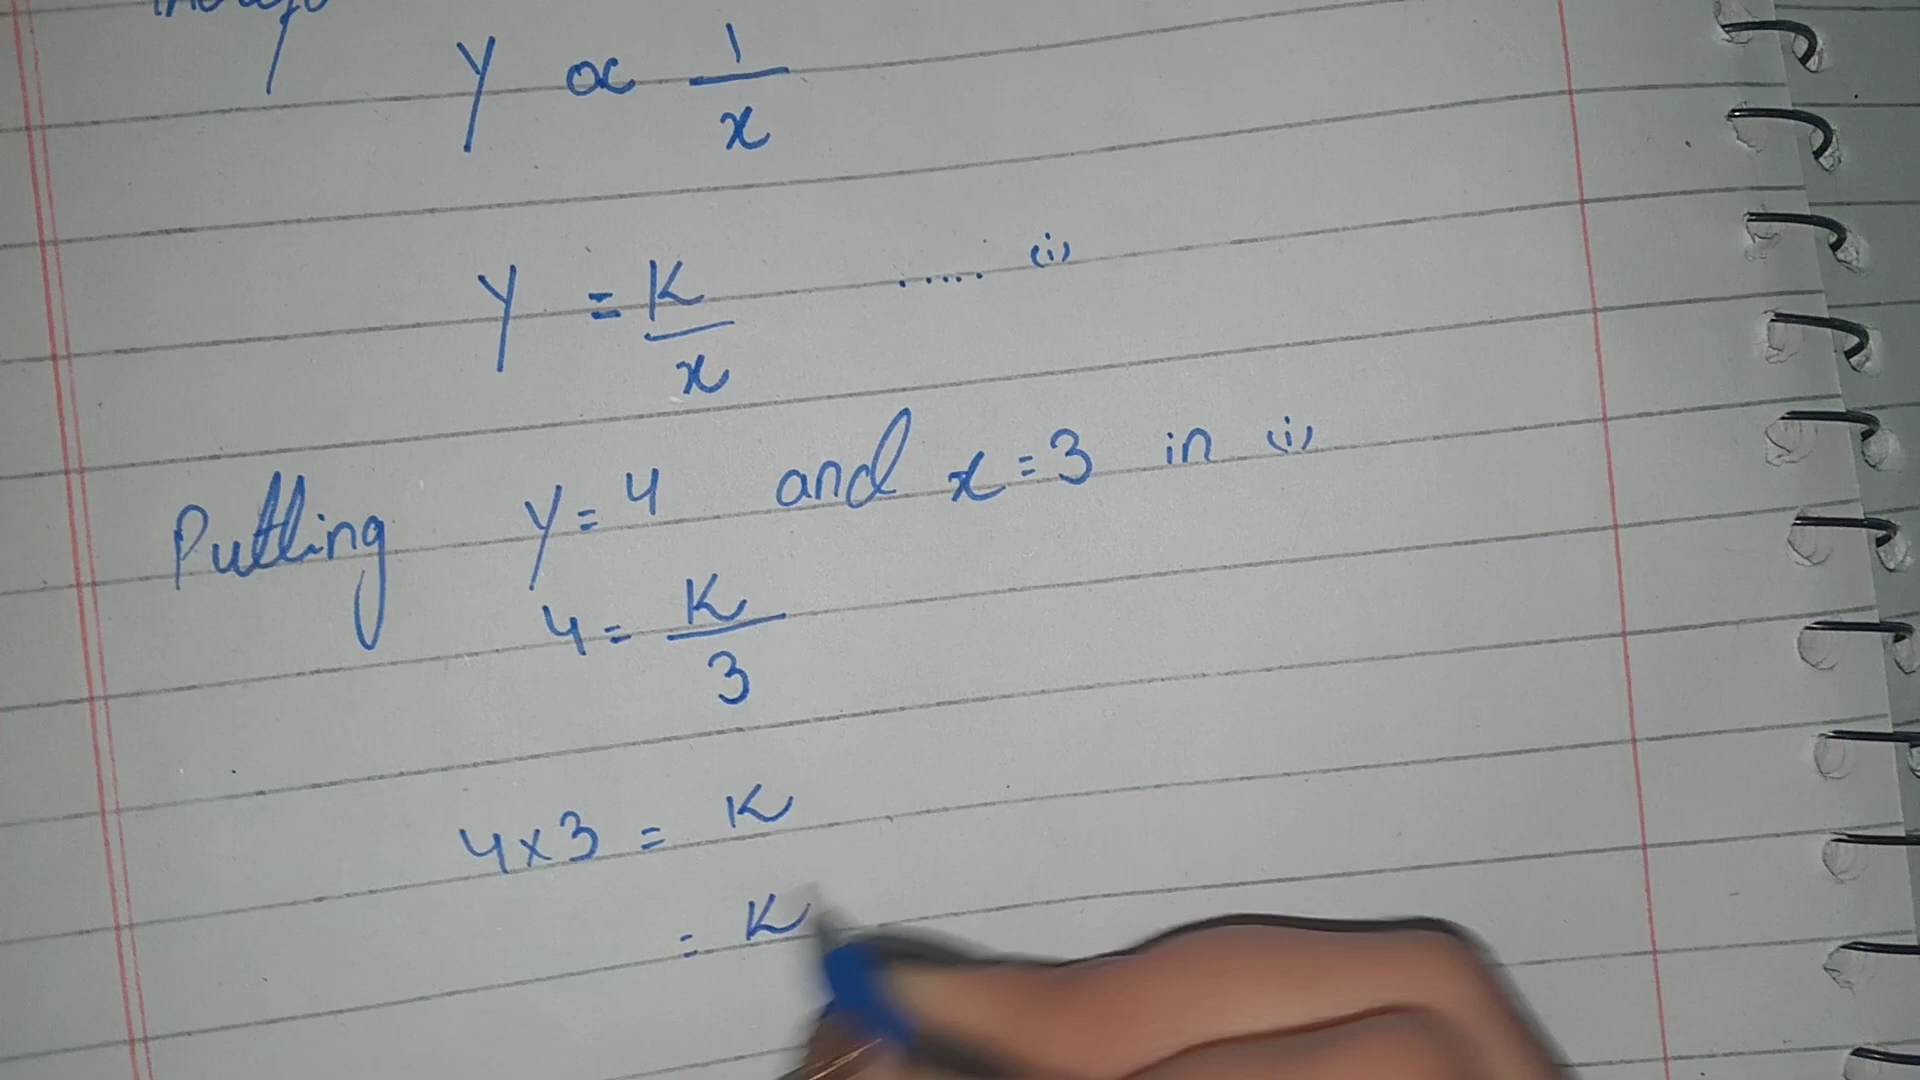 y ∝ 1/x
y = K/x ..... (i)
Putting y = 4 and x = 3 in (i)
4 = K/3
4 × 3 = K
= K